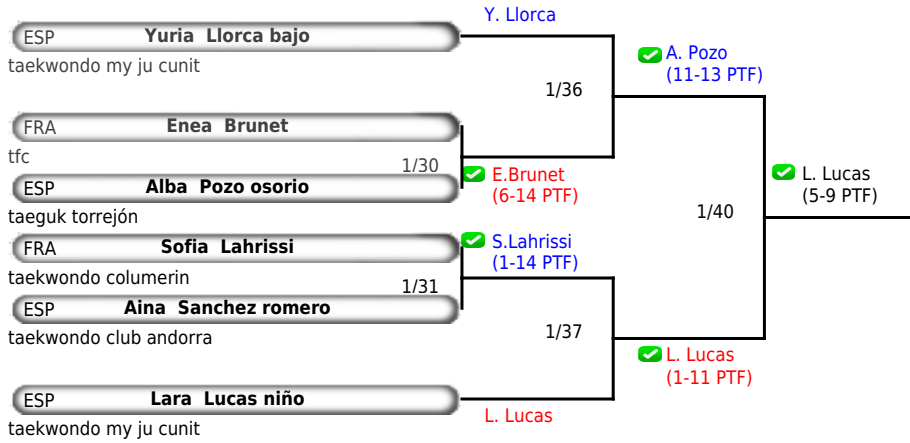 Y. Llorca
ESP Yuria Llorca bajo
taekwondo my ju cunit
A. Pozo
(11-13 PTF)
1/36
FRA Enea Brunet
tfc
1/30
E.Brunet
(6-14 PTF)
ESP Alba Pozo osorio
taeguk torrejón
L. Lucas
(5-9 PTF)
1/40
FRA Sofia Lahrissi
S.Lahrissi
(1-14 PTF)
taekwondo columerin
1/31
ESP Aina Sanchez romero
taekwondo club andorra
1/37
L. Lucas
(1-11 PTF)
ESP Lara Lucas niño
L. Lucas
taekwondo my ju cunit